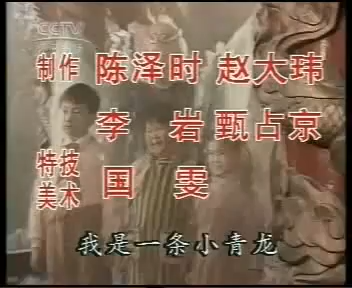 CCTV
制作 陈泽时 赵大玮
李岩 甄占京
特技美术 国雯
我是一条小青龙